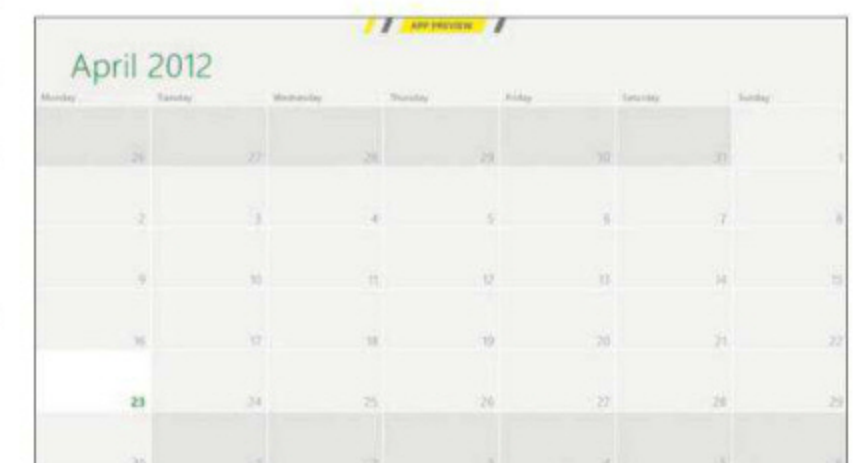 APP PREVIEW
April 2012
Monday Tuesday Wednesday Thursday Friday Saturday Sunday
26 27 28 29 30 31 1
2 3 4 5 6 7 8
9 10 11 12 13 14 15
16 17 18 19 20 21 22
23 24 25 26 27 28 29
30